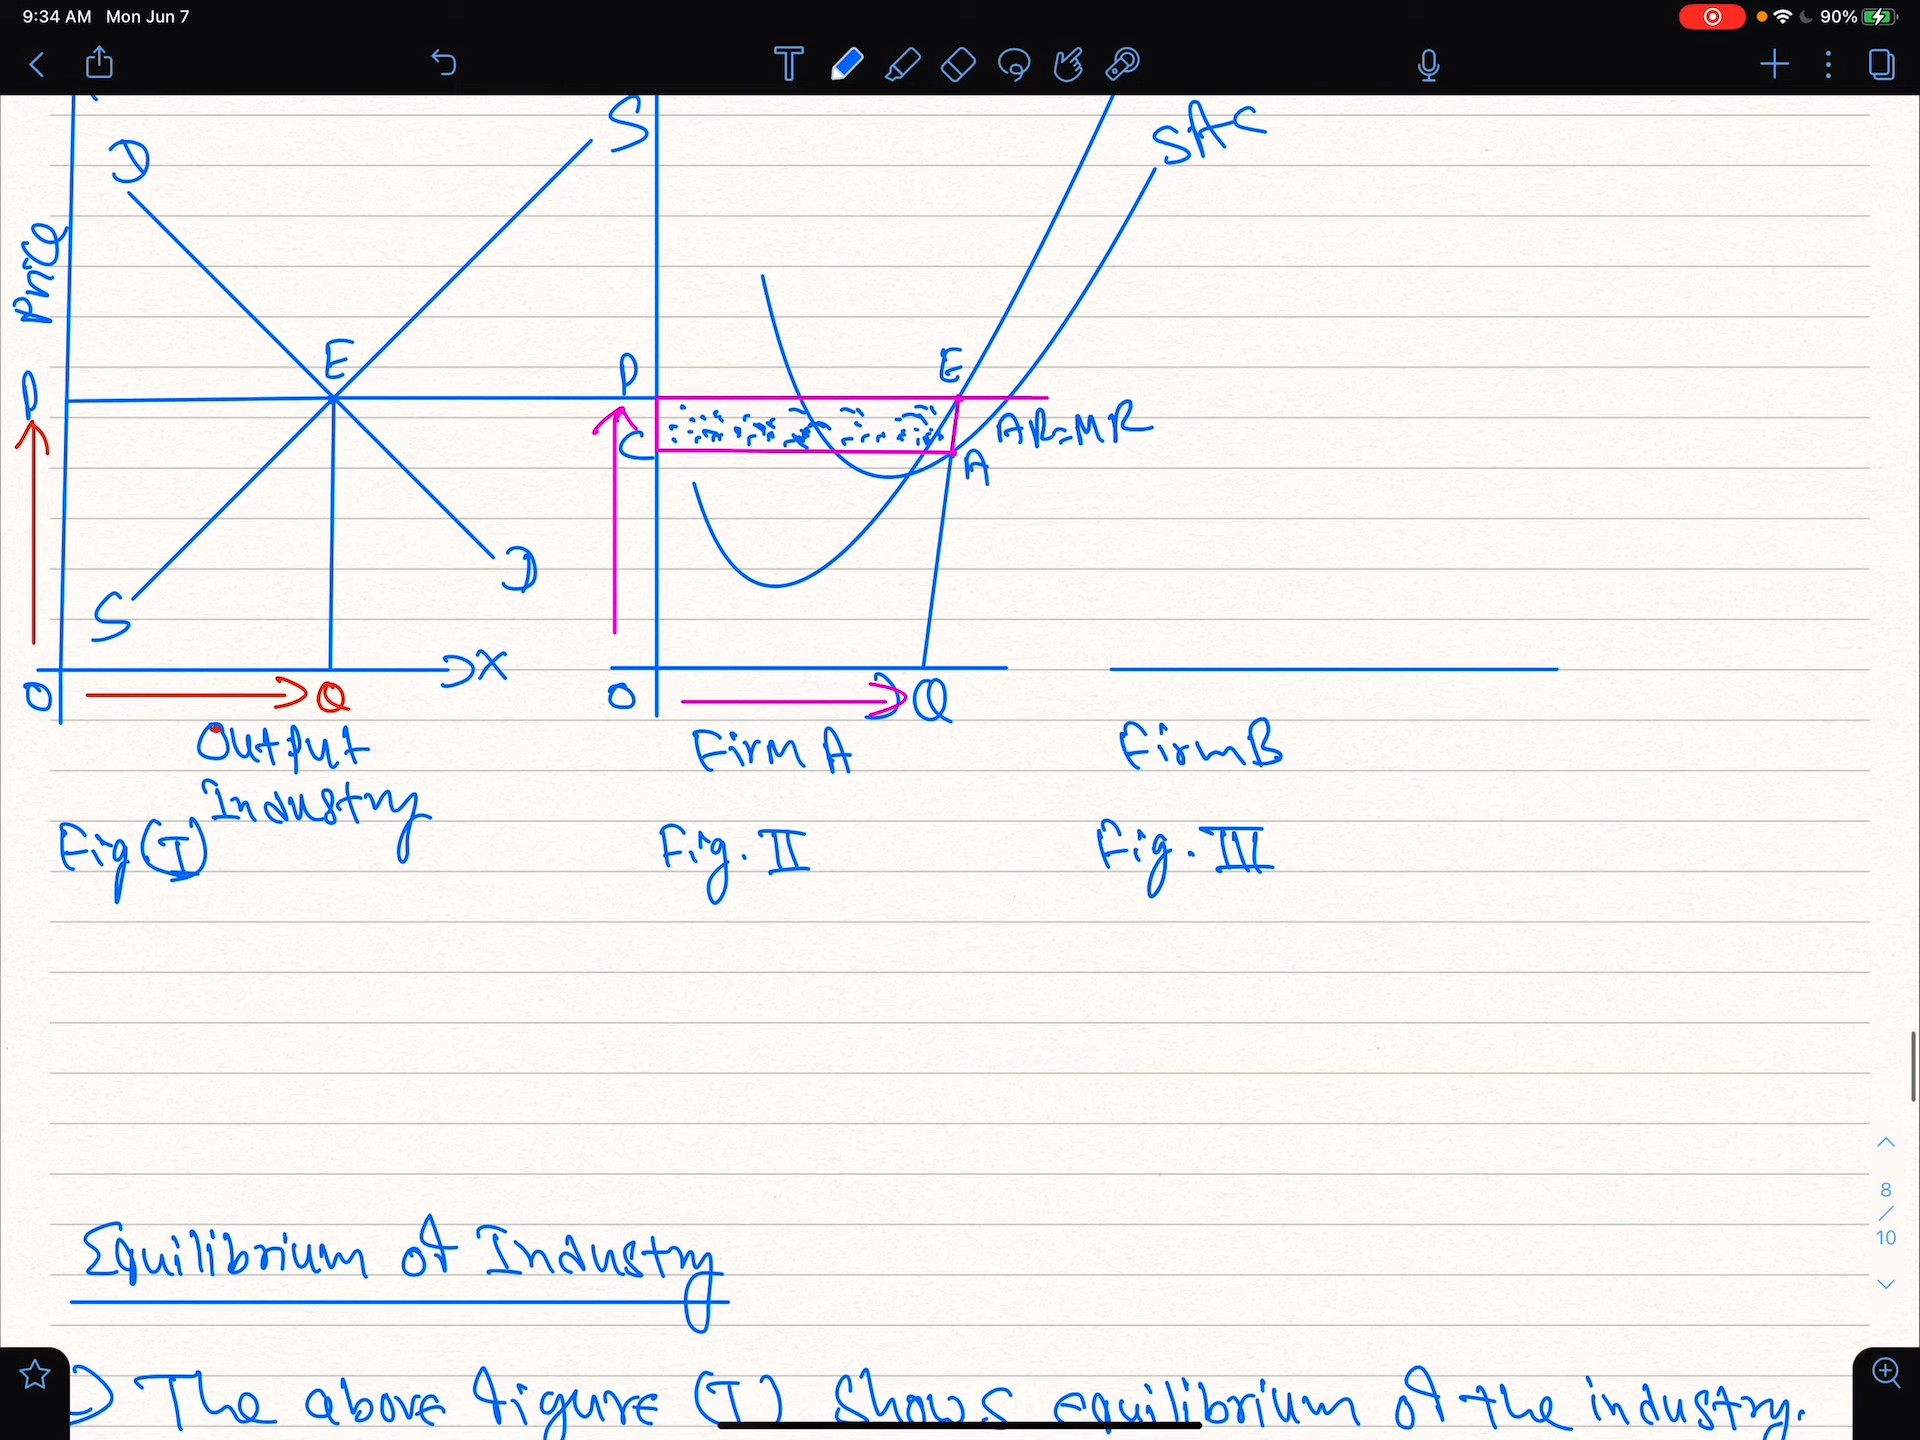 9:34 AM Mon Jun 7
90%
T
D
S
SAC
Price
E
P
P
E
C
AR=MR
A
D
S
X
O
Q
O
Q
Output
Firm A
Firm B
Industry
Fig (I)
Fig. II
Fig. III
8
/
10
Equilibrium of Industry
The above figure (I) shows equilibrium of the industry.